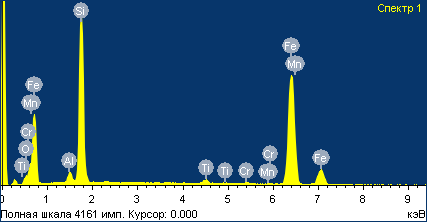 Спектр 1
Si
Fe
Mn
Cr
O
Ti
Al
Ti
Ti
Cr
Cr
Mn
Fe
Mn
Fe
0 1 2 3 4 5 6 7 8 9
Полная шкала 4161 имп. Курсор: 0.000 кэВ